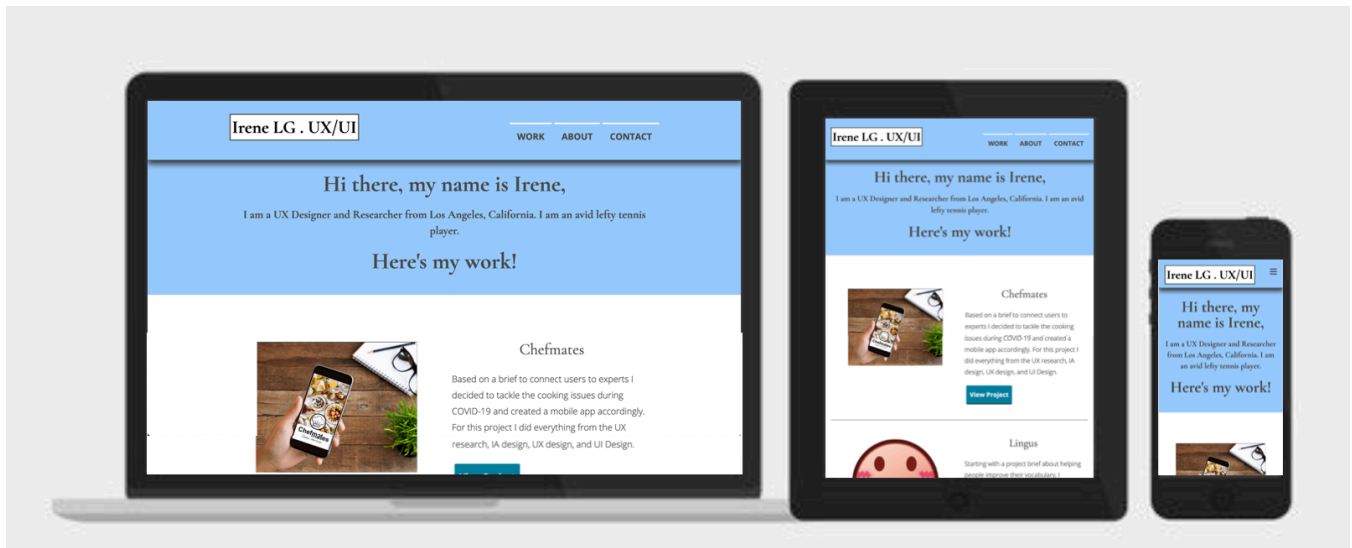 Irene LG . UX/UI
WORK ABOUT CONTACT
Hi there, my name is Irene,
I am a UX Designer and Researcher from Los Angeles, California. I am an avid lefty tennis
player.
Here's my work!
Chefmates
Chefmates
Based on a brief to connect users to experts I
decided to tackle the cooking issues during
COVID-19 and created a mobile app accordingly.
For this project I did everything from the UX
research, IA design, UX design, and UI Design.
Irene LG . UX/UI
WORK ABOUT CONTACT
Hi there, my name is Irene,
I am a UX Designer and Researcher from Los Angeles, California. I am an avid
lefty tennis player.
Here's my work!
Chefmates
Chefmates
Based on a brief to connect users to
experts I decided to tackle the cooking
issues during COVID-19 and created a
mobile app accordingly. For this project I
did everything from the UX research, IA
design, UX design, and UI Design.
View Project
Lingus
Starting with a project brief about helping
people improve their vocabulary, I
Irene LG . UX/UI
Hi there, my
name is Irene,
I am a UX Designer and Researcher
from Los Angeles, California. I am
an avid lefty tennis player.
Here's my work!